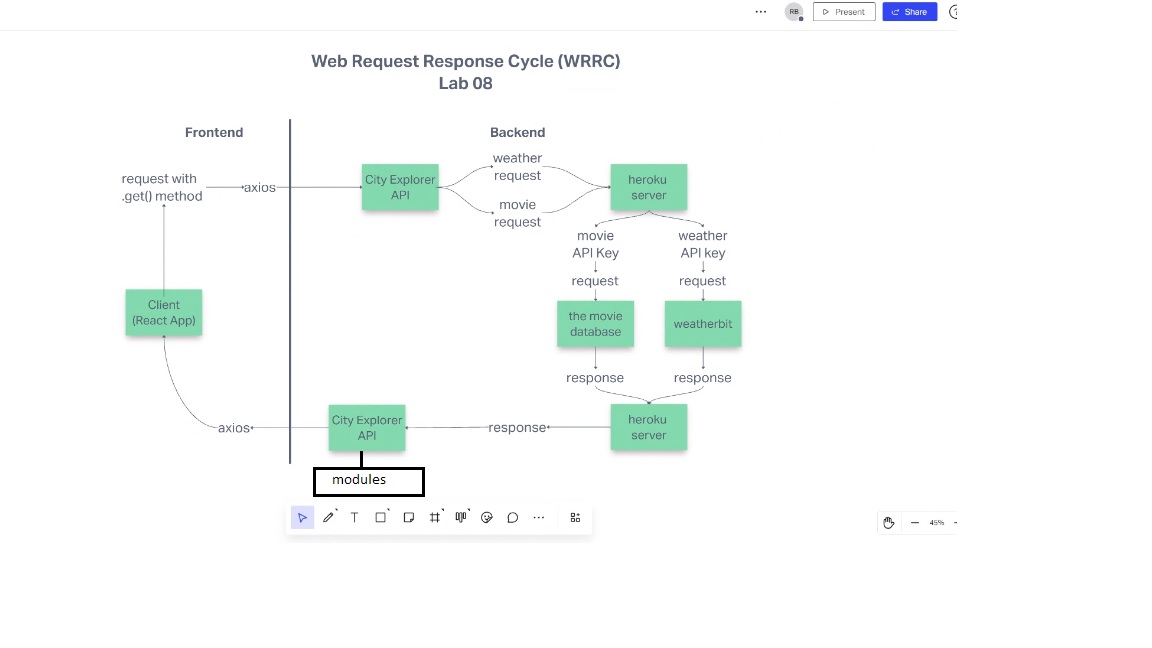 RB
Present
Share
?
Web Request Response Cycle (WRRC)
Lab 08
Frontend
Backend
request with
.get() method
axios
City Explorer
API
weather
request
movie
request
heroku
server
movie
API Key
weather
API key
request
request
Client
(React App)
the movie
database
weatherbit
response
response
axios
City Explorer
API
response
heroku
server
modules
T
45%